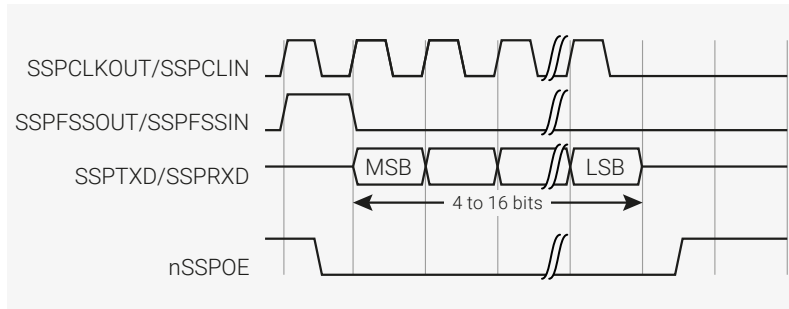 SSPCLKOUT/SSPCLIN
SSPFSSOUT/SSPFSSIN
SSPTXD/SSPRXD
MSB
LSB
4 to 16 bits
nSSPOE